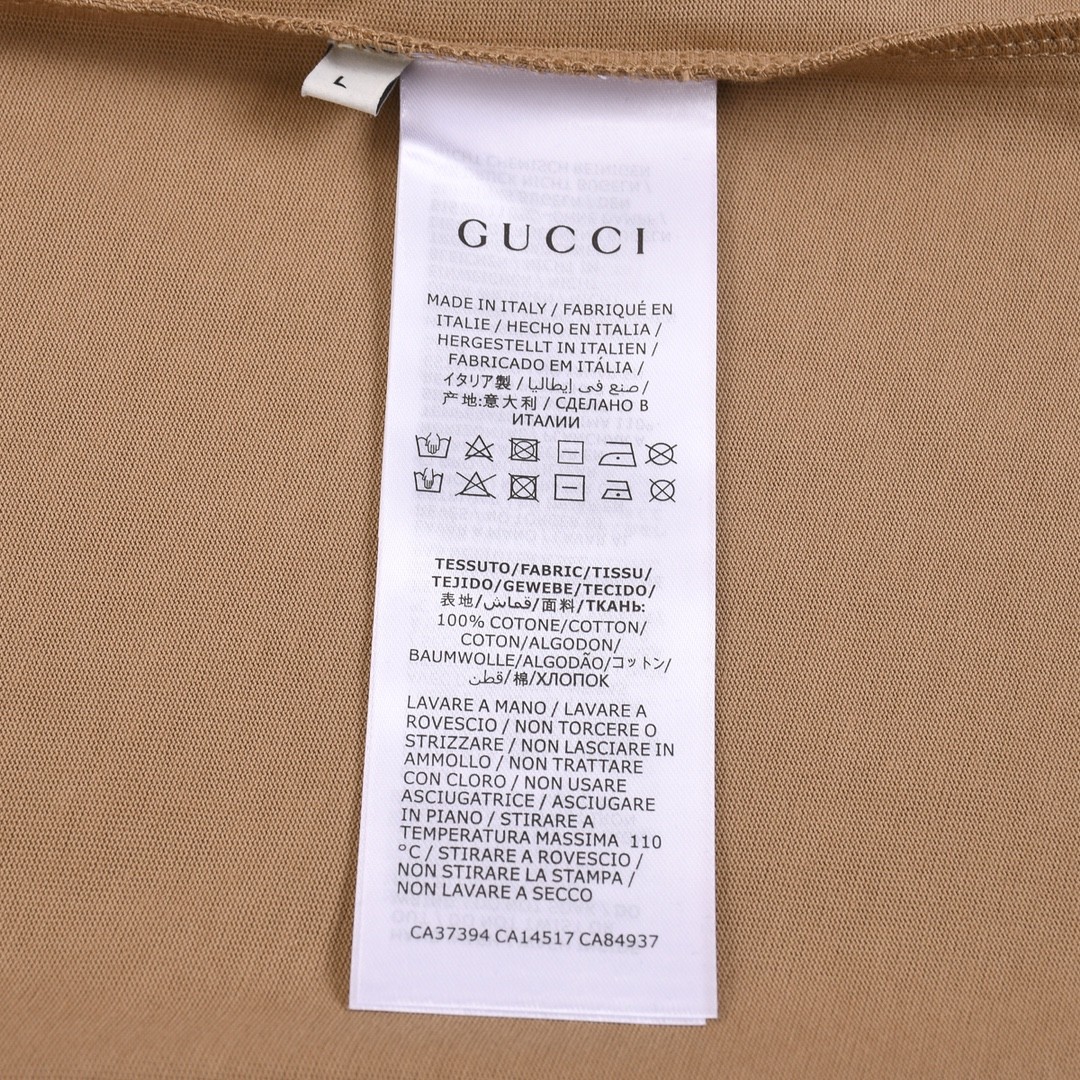 L
GUCCI
MADE IN ITALY / FABRIQUÉ EN
ITALIE / HECHO EN ITALIA /
HERGESTELLT IN ITALIEN /
FABRICADO EM ITÁLIA /
イタリア製 / صنع في إيطاليا /
产地:意大利 / СДЕЛАНО В
ИТАЛИИ
TESSUTO/FABRIC/TISSU/
TEJIDO/GEWEBE/TECIDO/
表地/قماش/面料/ТКАНЬ:
100% COTONE/COTTON/
COTON/ALGODON/
BAUMWOLLE/ALGODÃO/コットン/
قطن/棉/ХЛОПОК
LAVARE A MANO / LAVARE A
ROVESCIO / NON TORCERE O
STRIZZARE / NON LASCIARE IN
AMMOLLO / NON TRATTARE
CON CLORO / NON USARE
ASCIUGATRICE / ASCIUGARE
IN PIANO / STIRARE A
TEMPERATURA MASSIMA 110
°C / STIRARE A ROVESCIO /
NON STIRARE LA STAMPA /
NON LAVARE A SECCO
CA37394 CA14517 CA84937